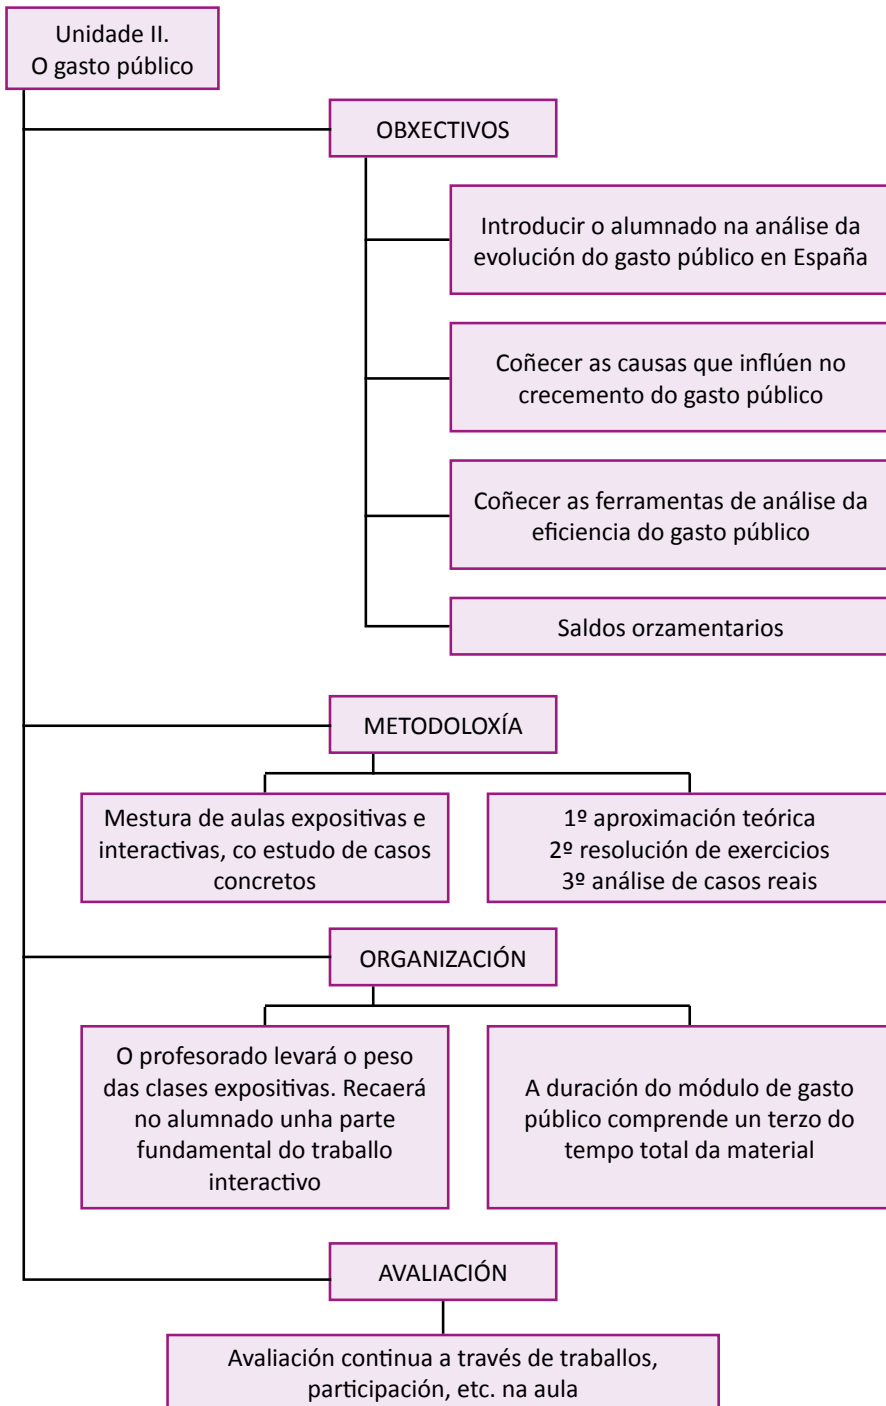 Unidade II.
O gasto público
OBXECTIVOS
Introducir o alumnado na análise da
evolución do gasto público en España
Coñecer as causas que inflúen no
crecemento do gasto público
Coñecer as ferramentas de análise da
eficiencia do gasto público
Saldos orzamentarios
METODOLOXÍA
Mestura de aulas expositivas e
interactivas, co estudo de casos
concretos
1º aproximación teórica
2º resolución de exercicios
3º análise de casos reais
ORGANIZACIÓN
O profesorado levará o peso
das clases expositivas. Recaerá
no alumnado unha parte
fundamental do traballo
interactivo
A duración do módulo de gasto
público comprende un terzo do
tempo total da material
AVALIACIÓN
Avaliación continua a través de traballos,
participación, etc. na aula